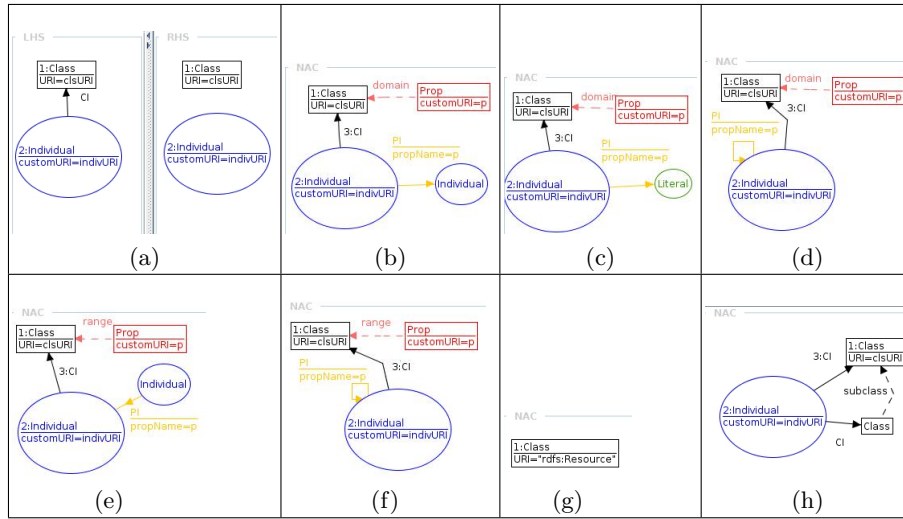 LHS
RHS
1:Class
URI=clsURI
CI
2:Individual
customURI=indivURI
1:Class
URI=clsURI
2:Individual
customURI=indivURI
(a)
NAC
1:Class
URI=clsURI
domain
Prop
customURI=p
3:CI
PI
propName=p
2:Individual
customURI=indivURI
Individual
(b)
NAC
1:Class
URI=clsURI
domain
Prop
customURI=p
3:CI
PI
propName=p
2:Individual
customURI=indivURI
Literal
(c)
NAC
1:Class
URI=clsURI
domain
Prop
customURI=p
3:CI
PI
propName=p
2:Individual
customURI=indivURI
(d)
NAC
1:Class
URI=clsURI
range
Prop
customURI=p
3:CI
Individual
PI
propName=p
2:Individual
customURI=indivURI
(e)
NAC
1:Class
URI=clsURI
range
Prop
customURI=p
3:CI
PI
propName=p
2:Individual
customURI=indivURI
(f)
NAC
1:Class
URI="rdfs:Resource"
(g)
NAC
1:Class
URI=clsURI
3:CI
subclass
2:Individual
customURI=indivURI
Class
CI
(h)